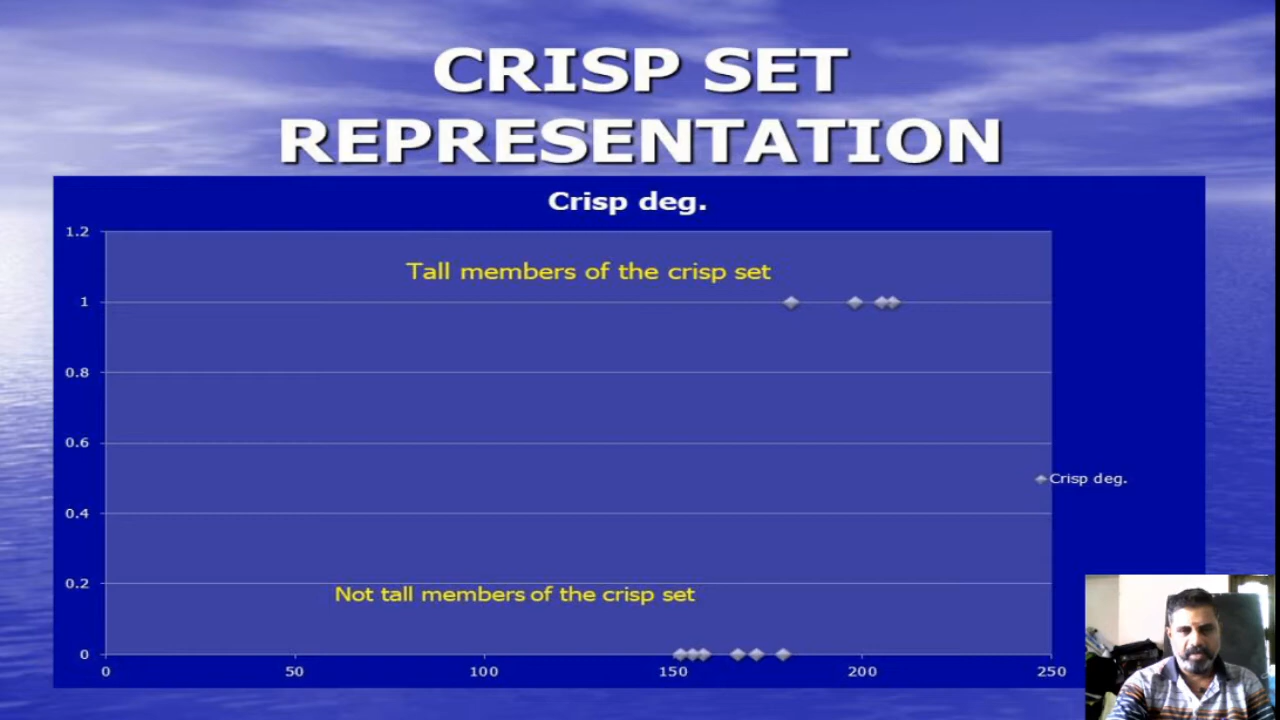 CRISP SET
REPRESENTATION
Crisp deg.
1.2
Tall members of the crisp set
1
0.8
0.6
Crisp deg.
0.4
0.2
Not tall members of the crisp set
0
0 50 100 150 200 250